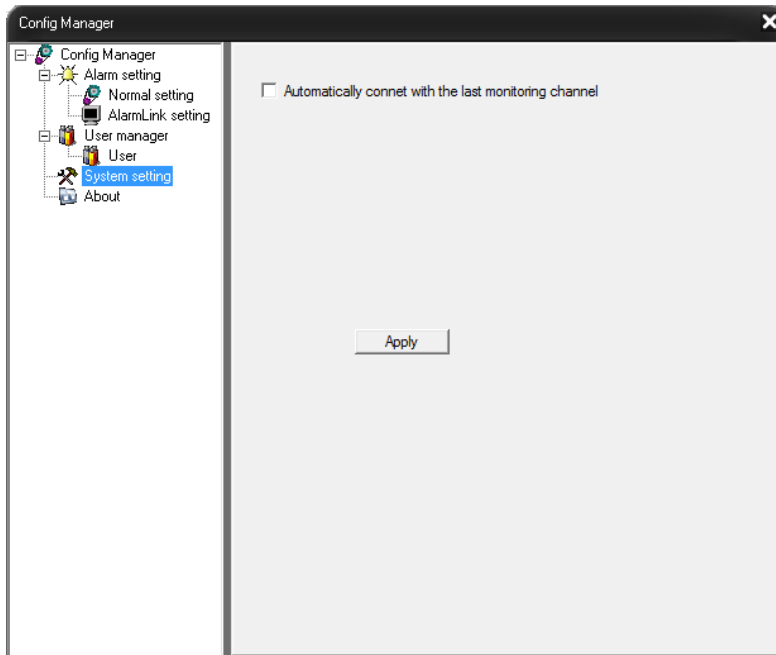 Config Manager
Config Manager
Alarm setting
Normal setting
AlarmLink setting
User manager
User
System setting
About
Automatically connet with the last monitoring channel
Apply